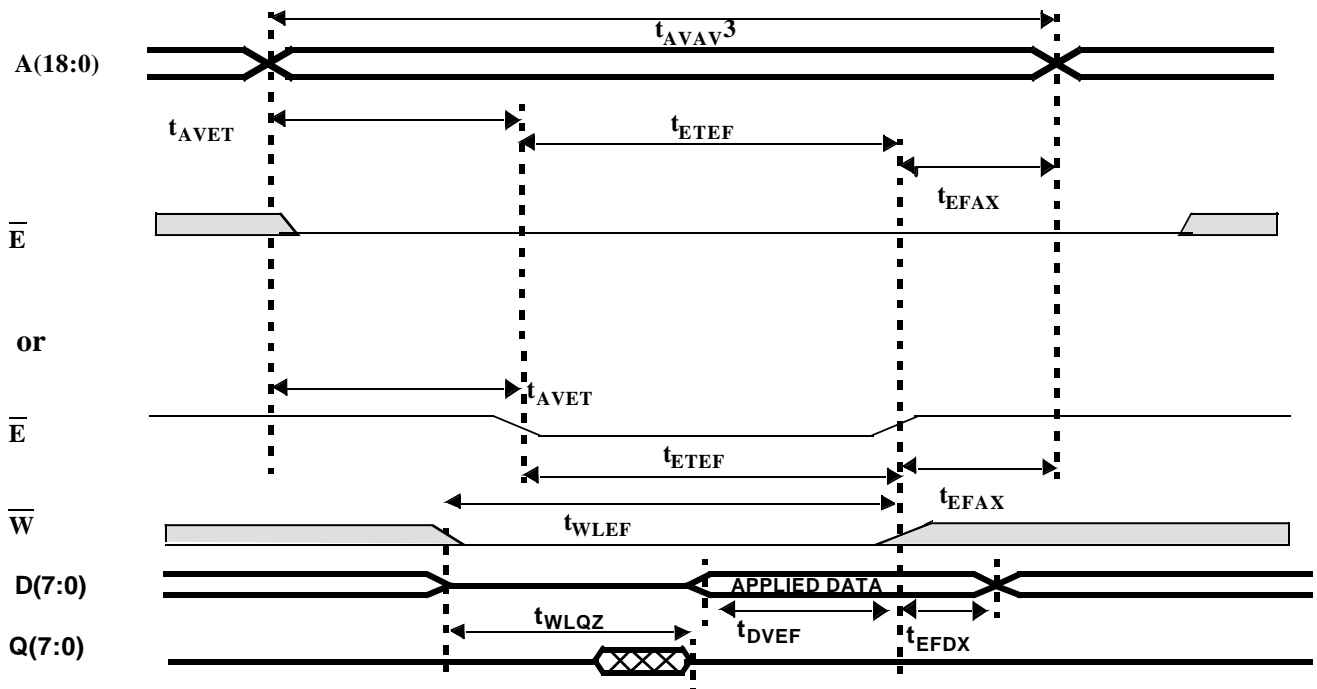 tAVAV3
A(18:0)
tAVET
tETEF
tEFAX
E̅
or
tAVET
E̅
tETEF
tEFAX
W̅
tWLEF
D(7:0)
APPLIED DATA
tWLQZ
tDVEF
tEFDX
Q(7:0)